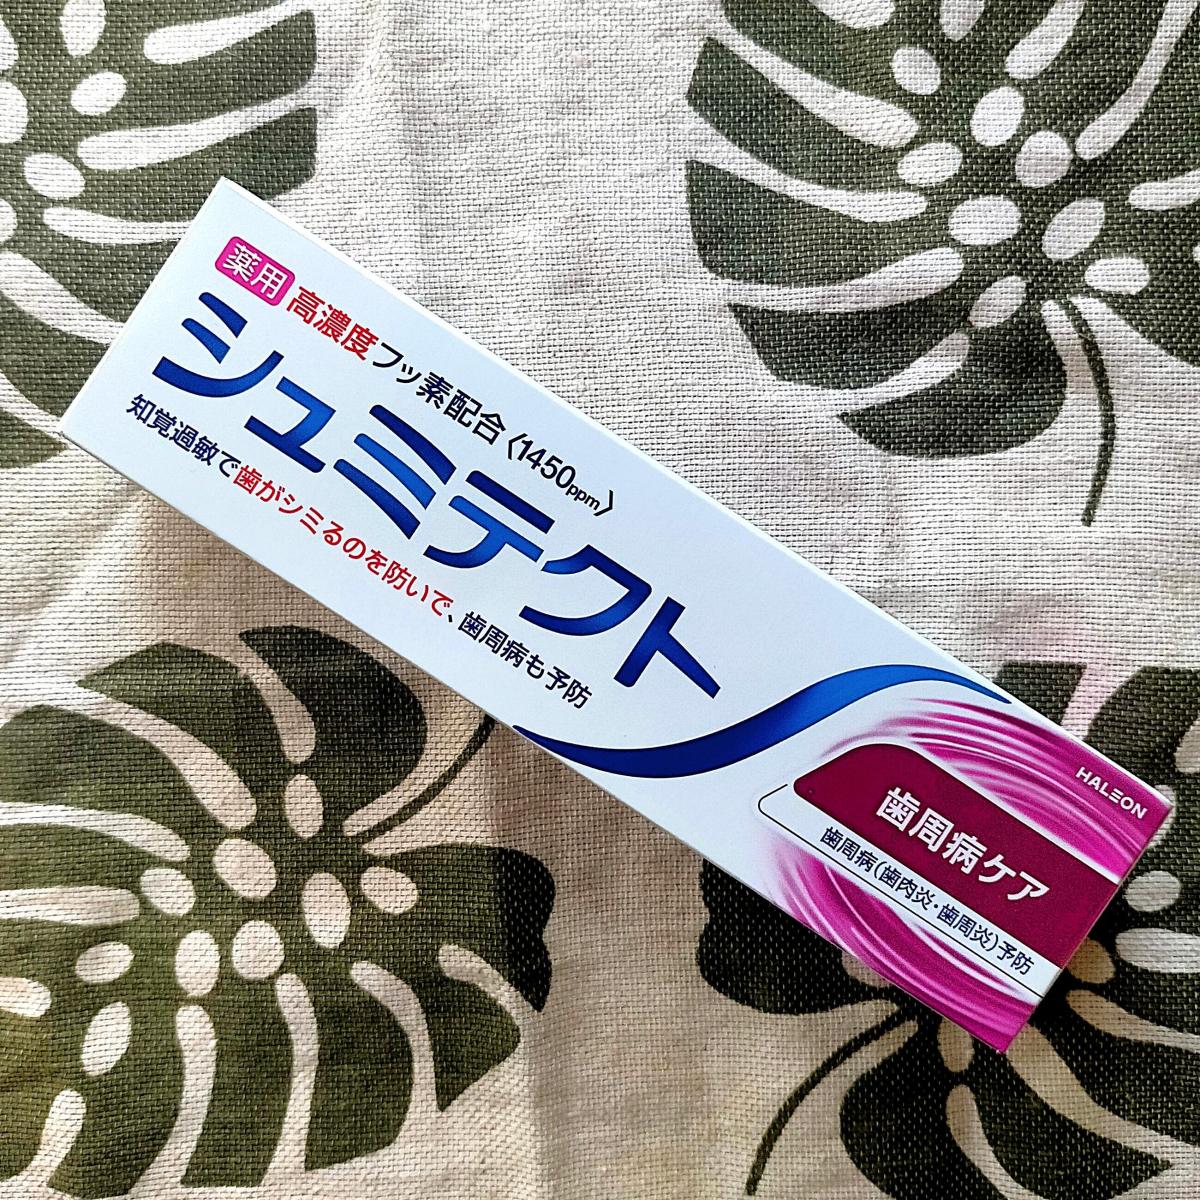 薬用 高濃度フッ素配合〈1450ppm〉
シュミテクト
知覚過敏で歯がシミるのを防いで、歯周病も予防
HALEON
歯周病ケア
歯周病(歯肉炎・歯周炎)予防